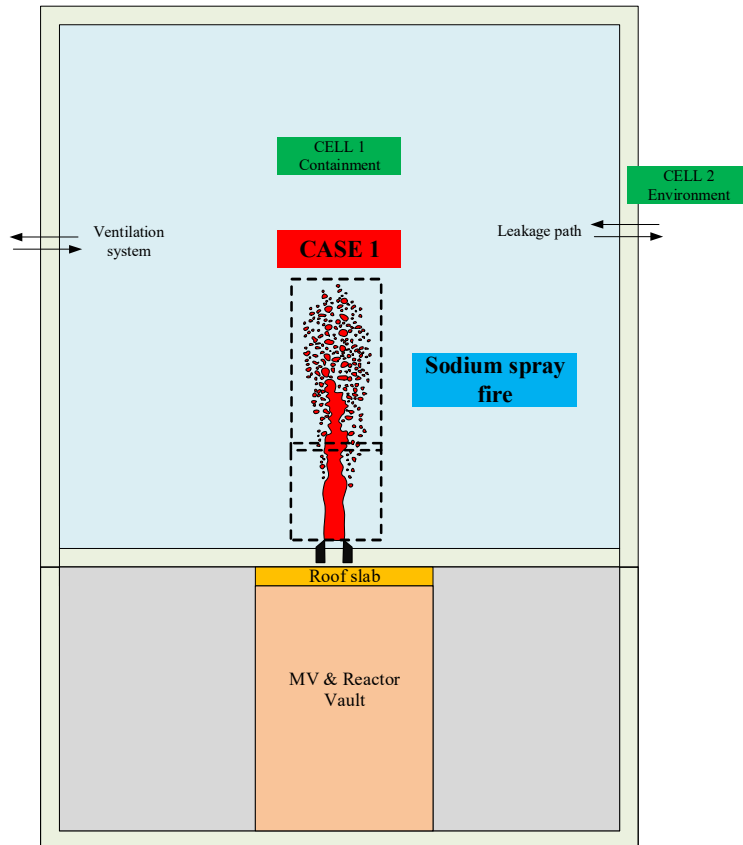 CELL 1
Containment
CELL 2
Environment
Ventilation
system
Leakage path
CASE 1
Sodium spray
fire
Roof slab
MV & Reactor
Vault